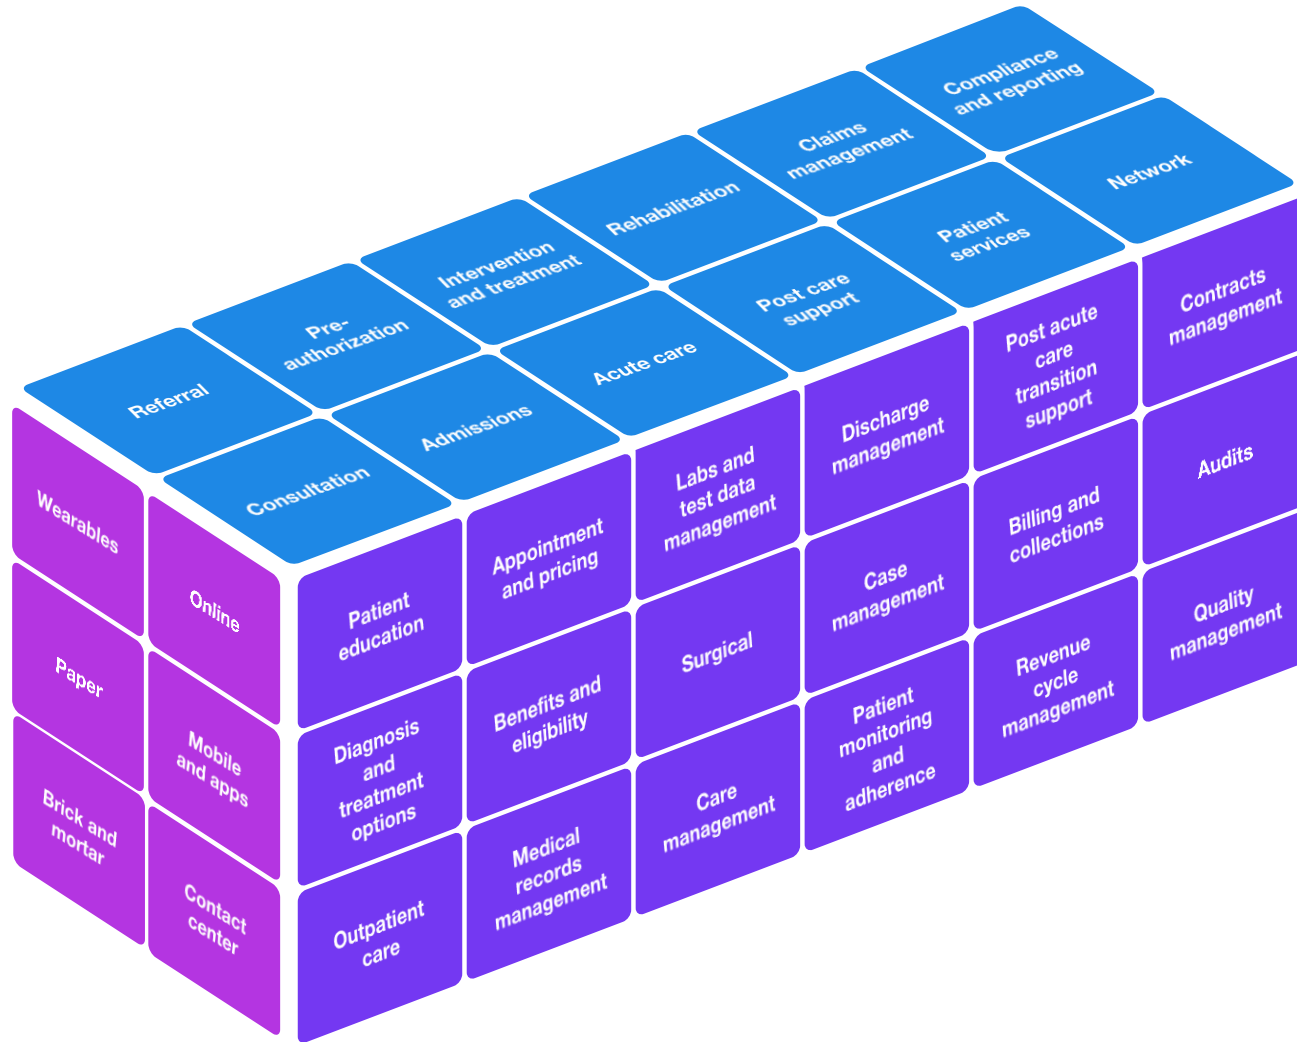 Compliance
and reporting
Claims
management
Network
Rehabilitation
Patient
services
Intervention
and treatment
Post care
support
Pre-
authorization
Acute care
Referral
Admissions
Consultation
Wearables
Online
Paper
Mobile
and apps
Brick and
mortar
Contact
center
Patient
education
Appointment
and pricing
Labs and
test data
management
Discharge
management
Post acute
care
transition
support
Contracts
management
Diagnosis
and
treatment
options
Benefits and
eligibility
Surgical
Case
management
Billing and
collections
Audits
Outpatient
care
Medical
records
management
Care
management
Patient
monitoring
and
adherence
Revenue
cycle
management
Quality
management